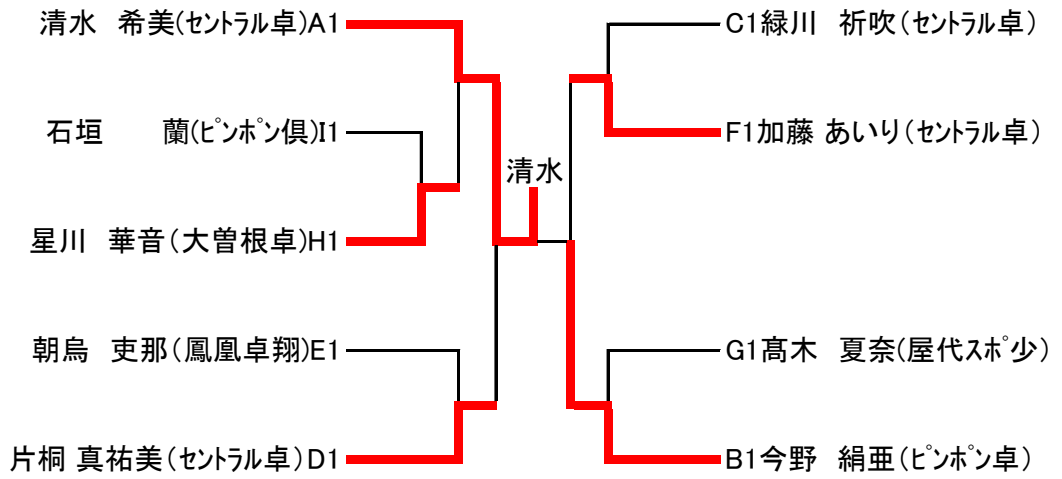 清水　希美(ｾﾝﾄﾗﾙ卓)A1
石垣　　蘭(ﾋﾟﾝﾎﾟﾝ倶)I1
星川　華音(大曽根卓)H1
朝烏　吏那(鳳凰卓翔)E1
片桐 真祐美(ｾﾝﾄﾗﾙ卓)D1
清水
C1緑川　祈吹(ｾﾝﾄﾗﾙ卓)
F1加藤 あいり(ｾﾝﾄﾗﾙ卓)
G1髙木　夏奈(屋代ｽﾎﾟ少)
B1今野　絹亜(ﾋﾟﾝﾎﾟﾝ卓)